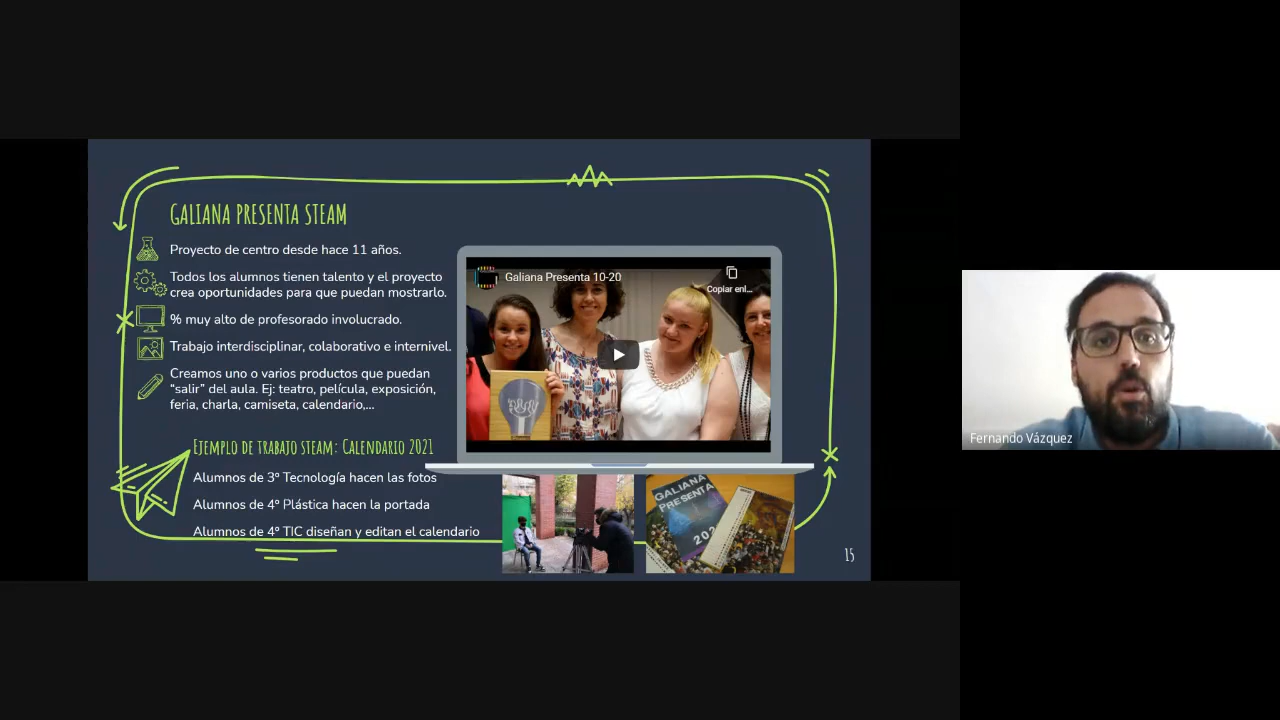 GALIANA PRESENTA STEAM
Proyecto de centro desde hace 11 años.
Todos los alumnos tienen talento y el proyecto
crea oportunidades para que puedan mostrarlo.
% muy alto de profesorado involucrado.
Trabajo interdisciplinar, colaborativo e internivel.
Creamos uno o varios productos que puedan
“salir” del aula. Ej: teatro, película, exposición,
feria, charla, camiseta, calendario,...
Galiana Presenta 10-20
Copiar enl...
EJEMPLO DE TRABAJO STEAM: CALENDARIO 2021
Alumnos de 3º Tecnología hacen las fotos
Alumnos de 4º Plástica hacen la portada
Alumnos de 4º TIC diseñan y editan el calendario
GALIANA
PRESENTA
202
15
Fernando Vázquez